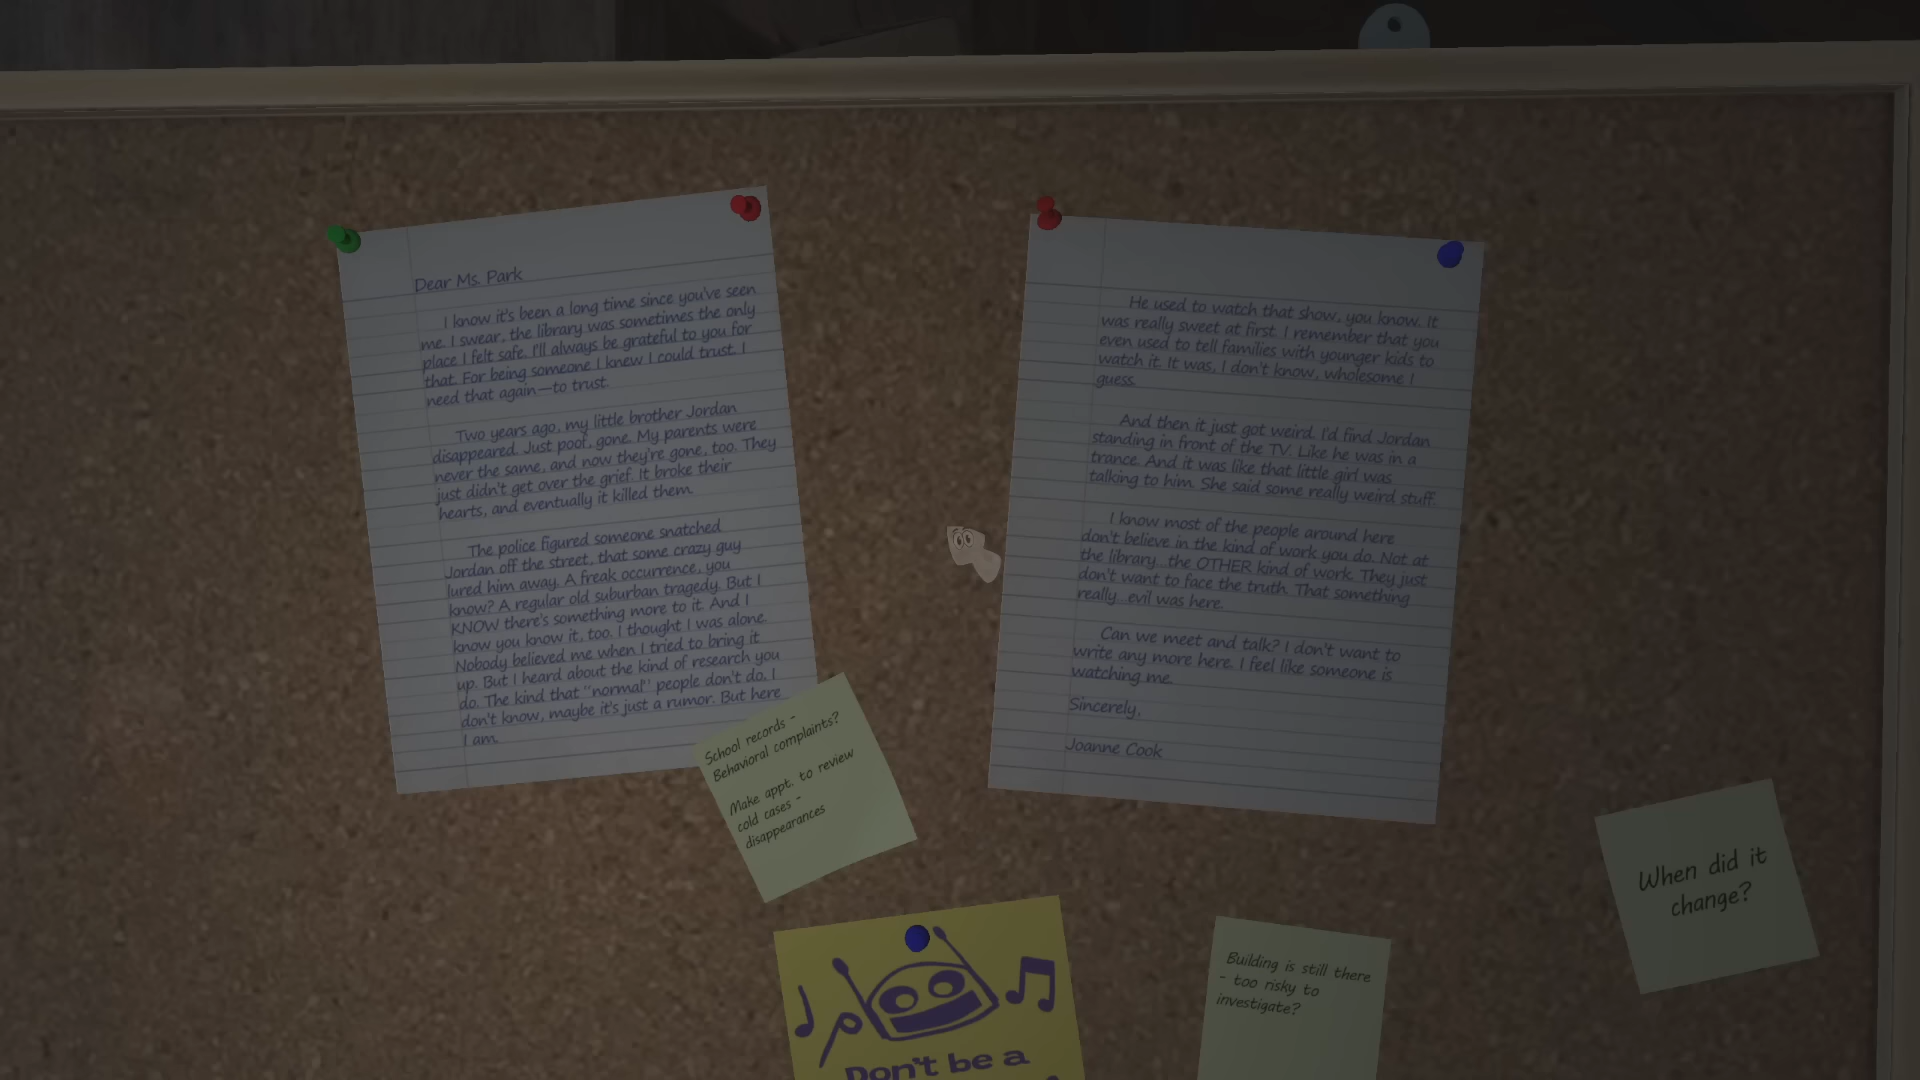 Dear Ms. Park
I know it's been a long time since you've seen
me. I swear, the library was sometimes the only
place I felt safe. I'll always be grateful to you for
that. For being someone I knew I could trust. I
need that again—to trust.
Two years ago, my little brother Jordan
disappeared. Just poof, gone. My parents were
never the same, and now they're gone, too. They
just didn't get over the grief. It broke their
hearts, and eventually it killed them.
The police figured someone snatched
Jordan off the street, that some crazy guy
lured him away. A freak occurrence, you
know? A regular old suburban tragedy. But I
KNOW there's something more to it. And I
know you know it, too. I thought I was alone.
Nobody believed me when I tried to bring it
up. But I heard about the kind of research you
do. The kind that "normal" people don't do. I
don't know, maybe it's just a rumor. But here
I am.
He used to watch that show, you know. It
was really sweet at first. I remember that you
even used to tell families with younger kids to
watch it. It was, I don't know, wholesome I
guess.
And then it just got weird. I'd find Jordan
standing in front of the TV. Like he was in a
trance. And it was like that little girl was
talking to him. She said some really weird stuff.
I know most of the people around here
don't believe in the kind of work you do. Not at
the library...the OTHER kind of work. They just
don't want to face the truth. That something
really...evil was here.
Can we meet and talk? I don't want to
write any more here. I feel like someone is
watching me.
Sincerely,
Joanne Cook
School records -
Behavioral complaints?
Make appt. to review
cold cases -
disappearances
Don't be a
Building is still there
- too risky to
investigate?
When did it
change?